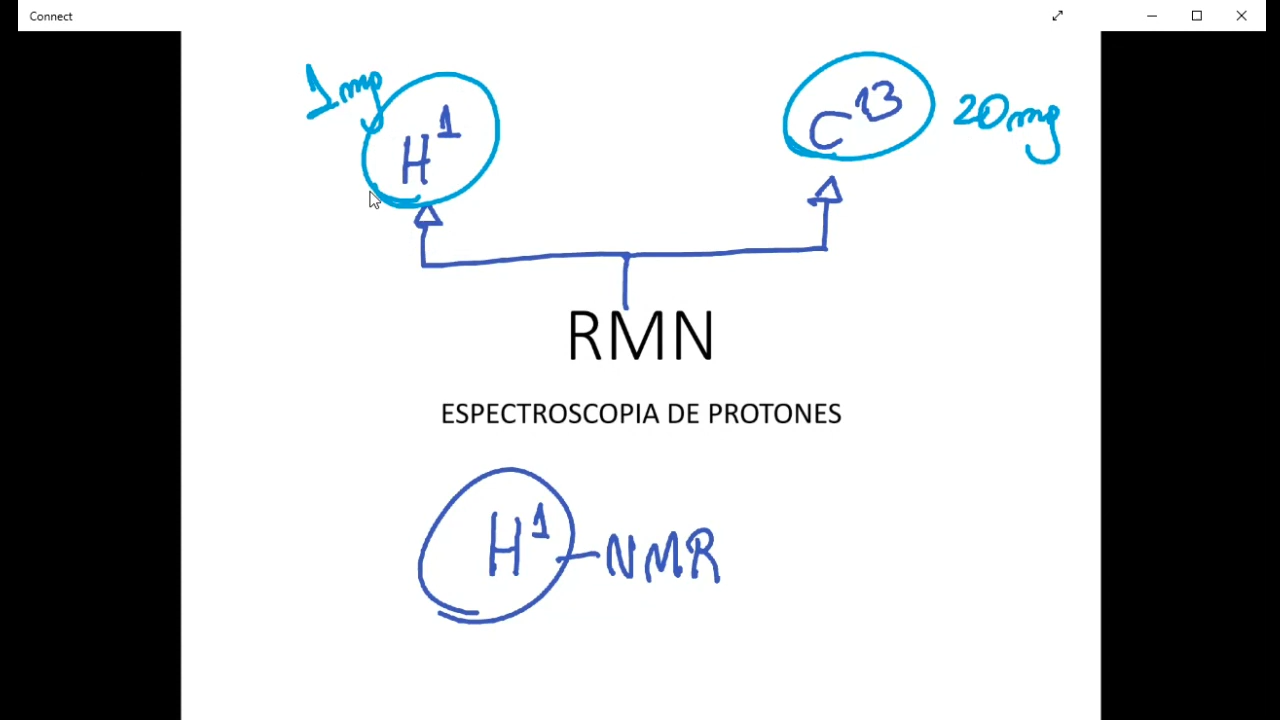 Connect
1mg H¹ C¹³ 20mg
RMN
ESPECTROSCOPIA DE PROTONES
H¹-NMR